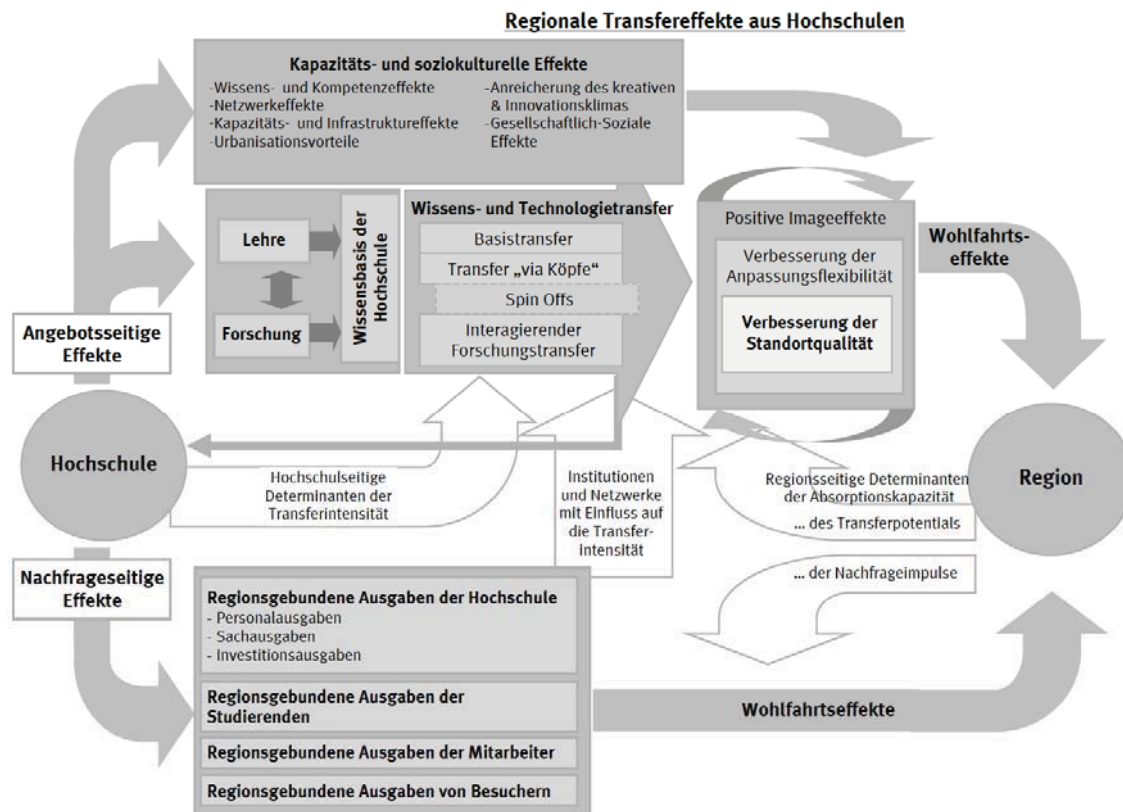 Regionale Transfereffekte aus Hochschulen
Kapazitäts- und soziokulturelle Effekte
-Wissens- und Kompetenzeffekte
-Netzwerkeffekte
-Kapazitäts- und Infrastruktureffekte
-Urbanisationsvorteile
-Anreicherung des kreativen
& Innovationsklimas
-Gesellschaftlich-Soziale
Effekte
Angebotsseitige
Effekte
Lehre
Forschung
Wissensbasis der
Hochschule
Wissens- und Technologietransfer
Basistransfer
Transfer „via Köpfe“
Spin Offs
Interagierender
Forschungstransfer
Positive Imageeffekte
Verbesserung der
Anpassungsflexibilität
Verbesserung der
Standortqualität
Wohlfahrts-
effekte
Hochschule
Hochschulseitige
Determinanten der
Transferintensität
Institutionen
und Netzwerke
mit Einfluss auf
die Transfer-
Intensität
Regionsseitige Determinanten
der Absorptionskapazität
... des Transferpotentials
... der Nachfrageimpulse
Region
Nachfrageseitige
Effekte
Regionsgebundene Ausgaben der Hochschule
- Personalausgaben
- Sachausgaben
- Investitionsausgaben
Regionsgebundene Ausgaben der
Studierenden
Regionsgebundene Ausgaben der Mitarbeiter
Regionsgebundene Ausgaben von Besuchern
Wohlfahrtseffekte